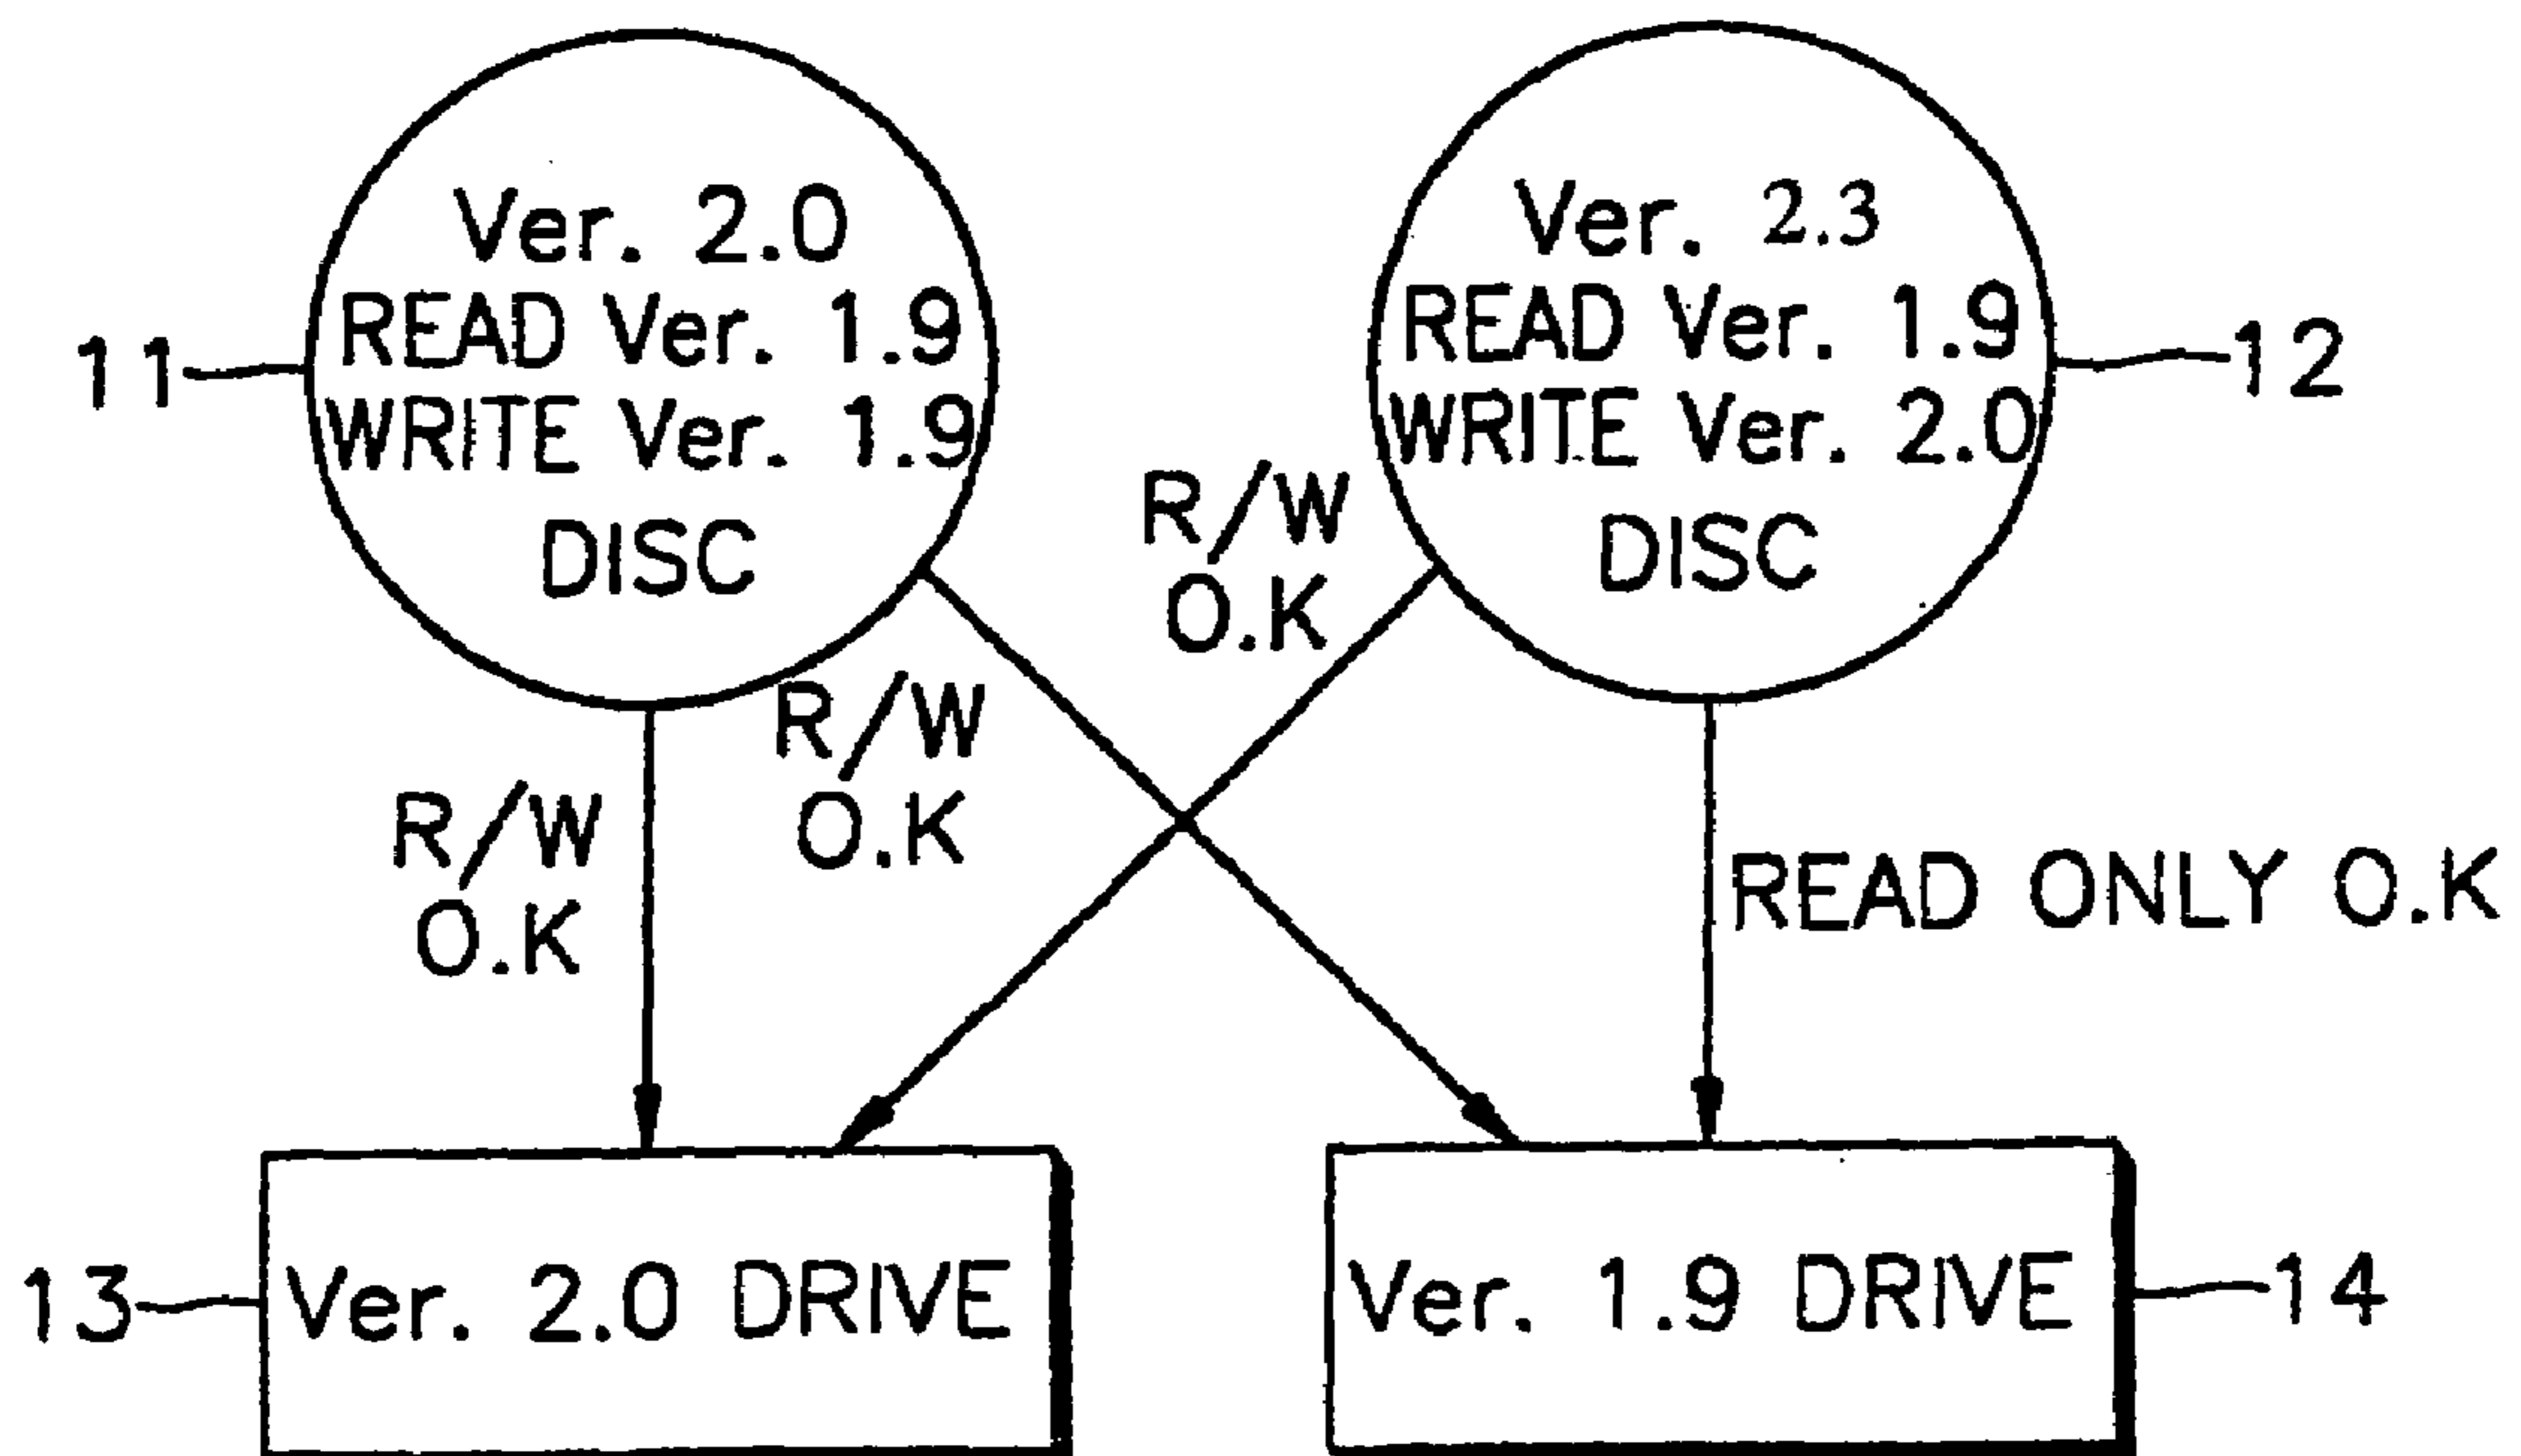 Ver. 2.0
READ Ver. 1.9
WRITE Ver. 1.9
DISC
11
Ver. 2.3
READ Ver. 1.9
WRITE Ver. 2.0
DISC
12
R/W
O.K
R/W
O.K
R/W
O.K
READ ONLY O.K
13
Ver. 2.0 DRIVE
Ver. 1.9 DRIVE
14